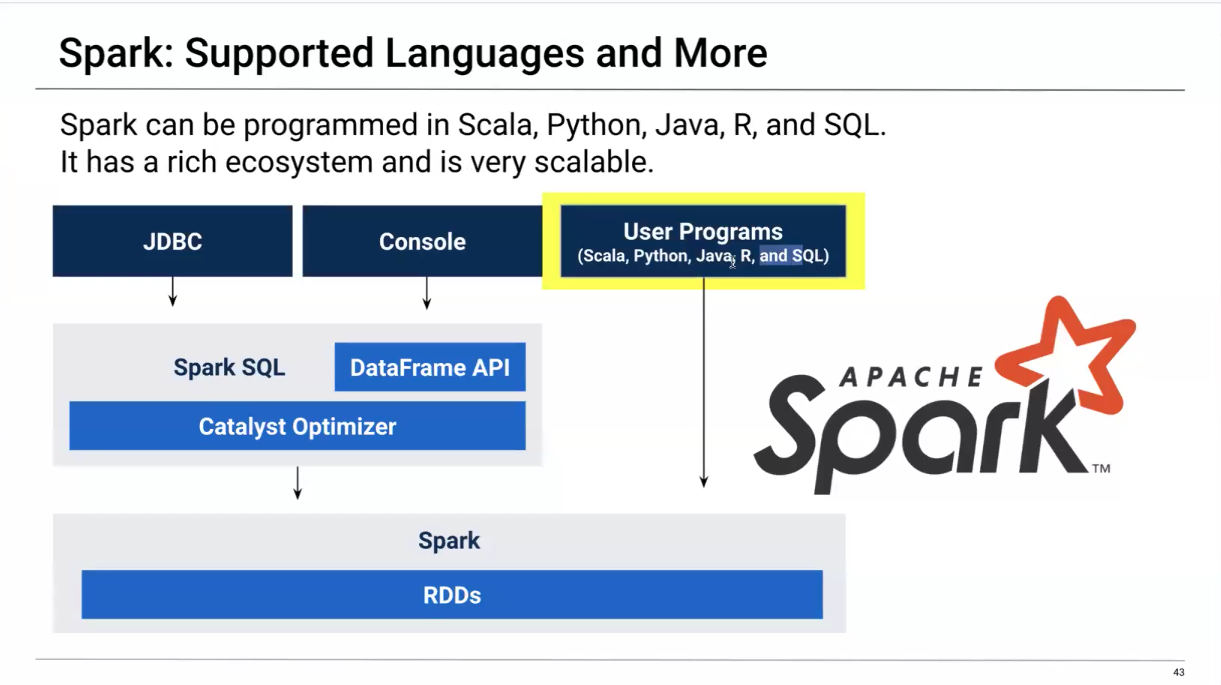 Spark: Supported Languages and More
Spark can be programmed in Scala, Python, Java, R, and SQL.
It has a rich ecosystem and is very scalable.
JDBC
Console
User Programs
(Scala, Python, Java, R, and SQL)
Spark SQL
DataFrame API
Catalyst Optimizer
APACHE
Spark™
Spark
RDDs
43